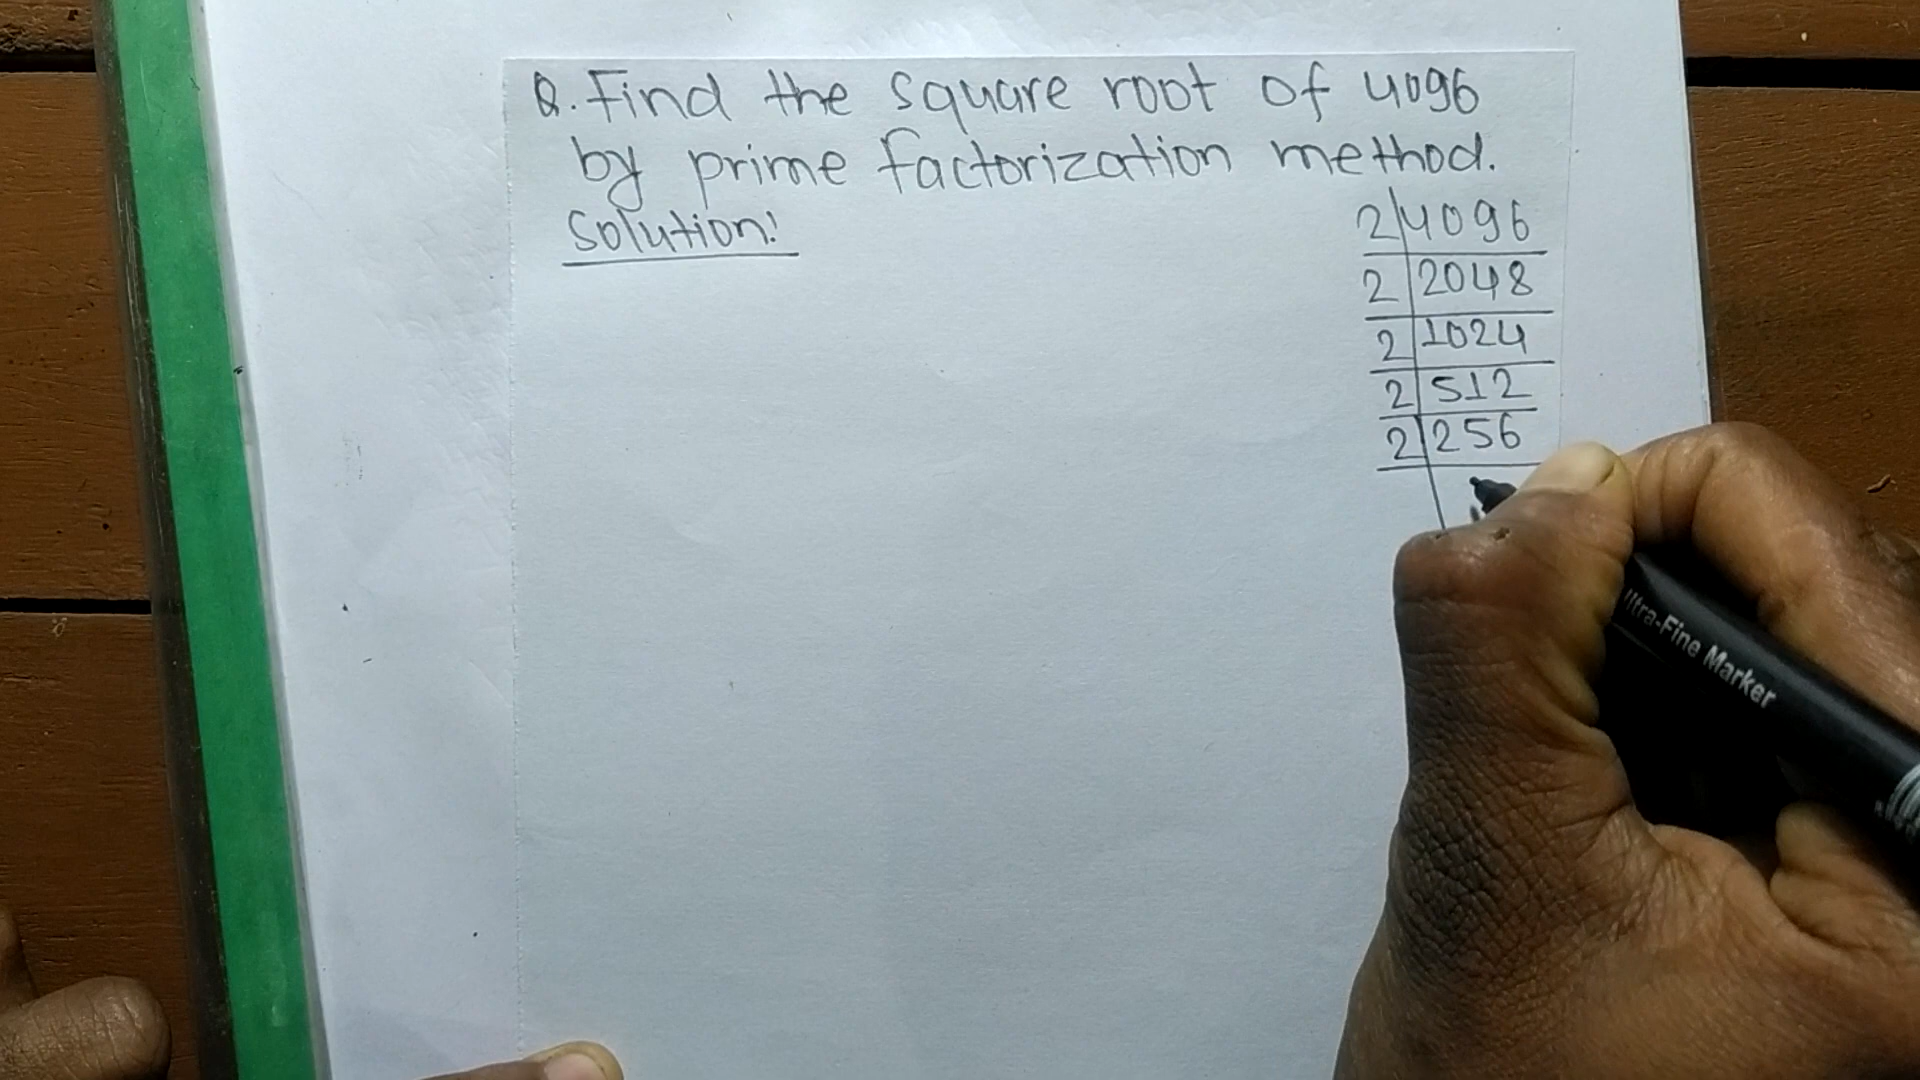 Q. Find the square root of 4096
by prime factorization method.
Solution:
2 4096
2 2048
2 1024
2 512
2 256
ltra-Fine Marker